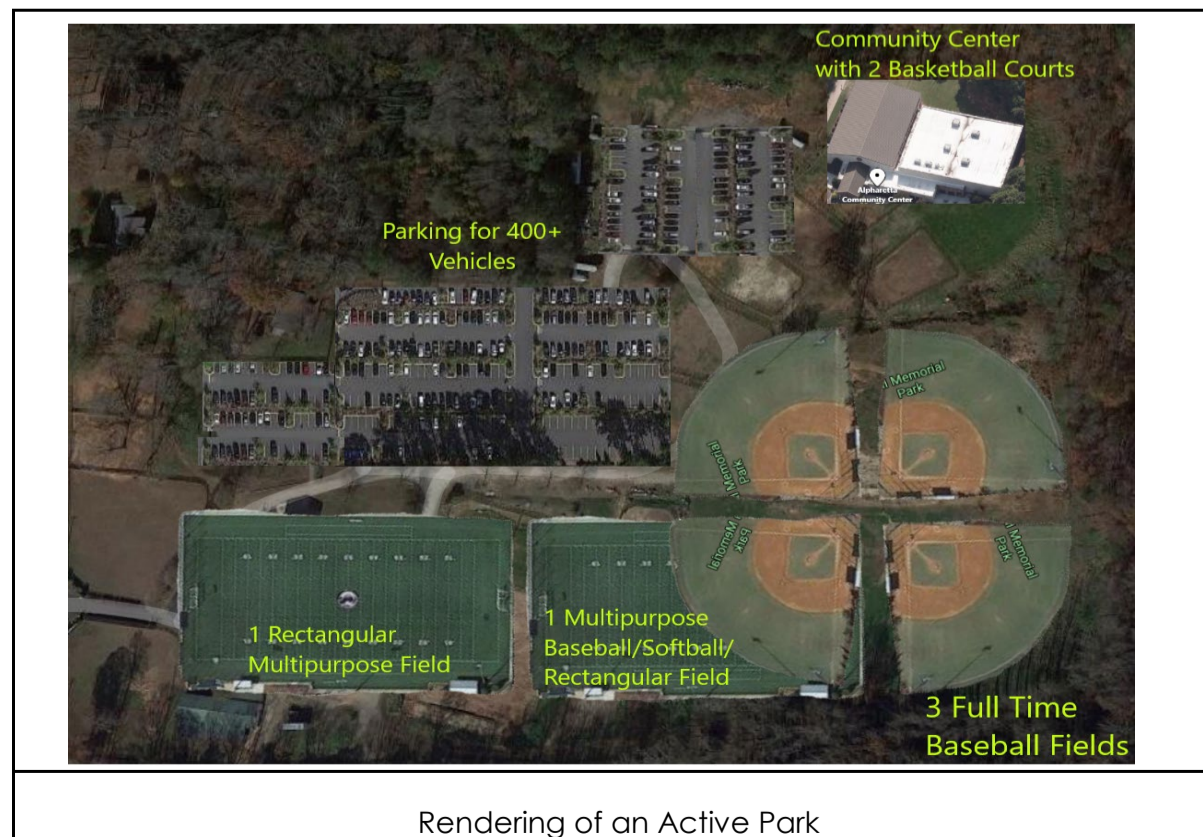 Community Center
with 2 Basketball Courts
Alpharetta
Community Center
Parking for 400+
Vehicles
Memorial
Park
Memorial
Park
Memorial
Park
Memorial
Park
1 Rectangular
Multipurpose Field
1 Multipurpose
Baseball/Softball/
Rectangular Field
3 Full Time
Baseball Fields
Rendering of an Active Park